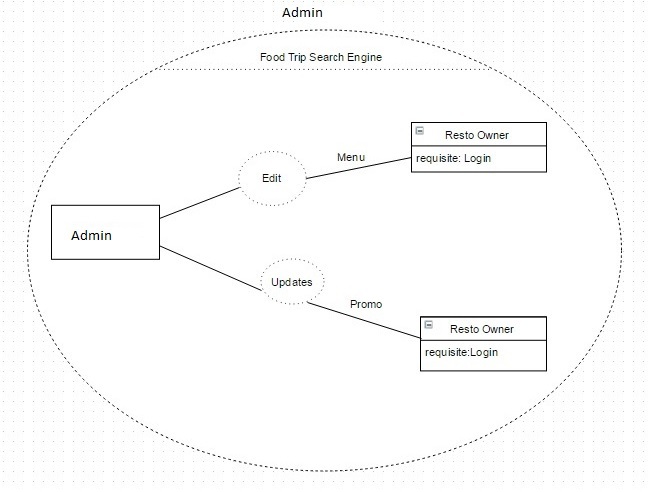 Admin
Food Trip Search Engine
Resto Owner
requisite: Login
Menu
Edit
Admin
Updates
Promo
Resto Owner
requisite:Login